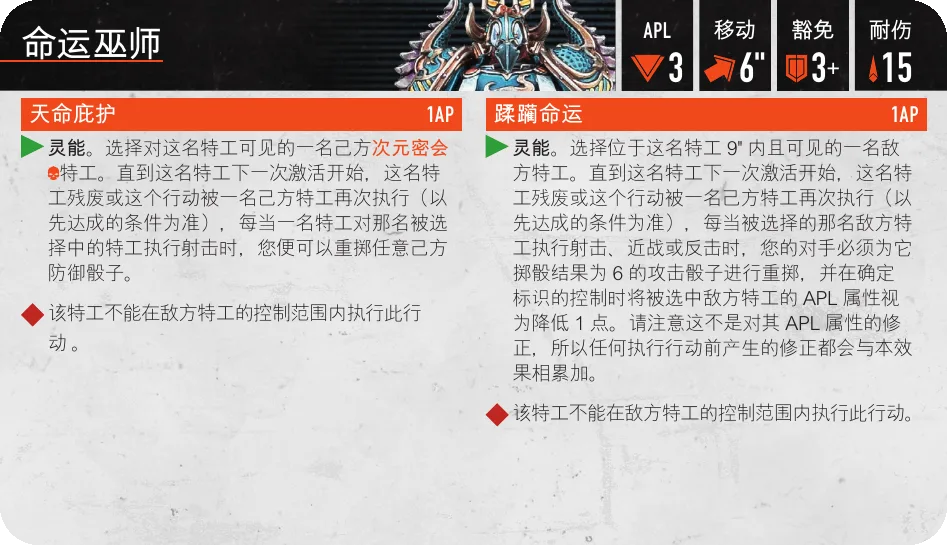 命运巫师
APL
3
移动
6"
豁免
3+
耐伤
15
天命庇护 1AP
灵能。选择对这名特工可见的一名己方次元密会
特工。直到这名特工下一次激活开始，这名特
工残废或这个行动被一名己方特工再次执行（以
先达成的条件为准），每当一名特工对那名被选
择中的特工执行射击时，您便可以重掷任意己方
防御骰子。
该特工不能在敌方特工的控制范围内执行此行
动。
蹂躏命运 1AP
灵能。选择位于这名特工 9" 内且可见的一名敌
方特工。直到这名特工下一次激活开始，这名特
工残废或这个行动被一名己方特工再次执行（以
先达成的条件为准），每当被选择的那名敌方特
工执行射击、近战或反击时，您的对手必须为它
掷骰结果为 6 的攻击骰子进行重掷，并在确定
标识的控制时将被选中敌方特工的 APL 属性视
为降低 1 点。请注意这不是对其 APL 属性的修
正，所以任何执行行动前产生的修正都会与本效
果相累加。
该特工不能在敌方特工的控制范围内执行此行动。